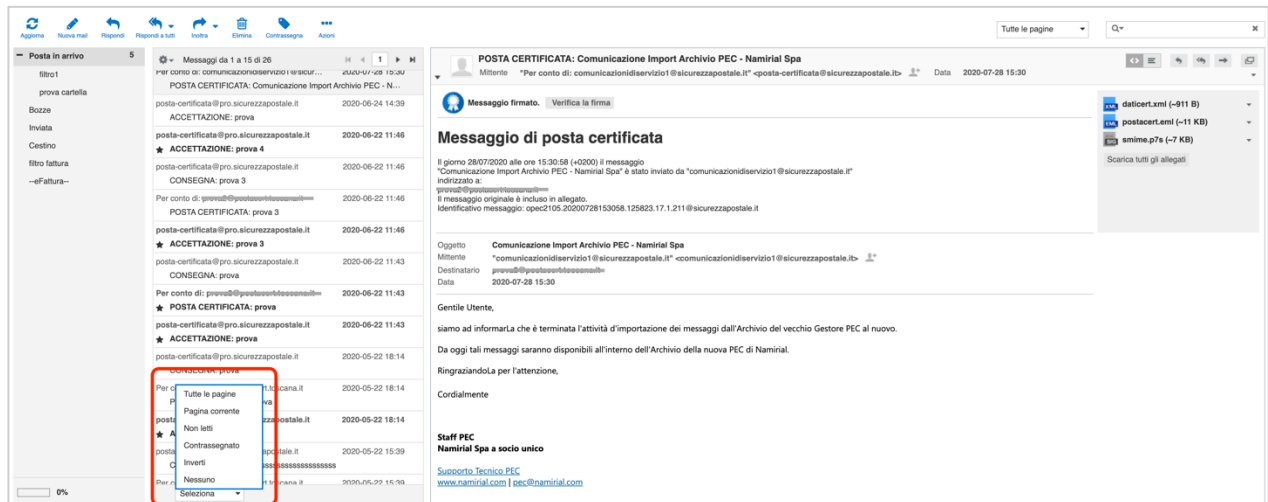 Aggiorna Nuova mail Rispondi Rispondi a tutti Inoltra Elimina Contrassegna Azioni
Tutte le pagine
Posta in arrivo 5
filtro1
prova cartella
Bozze
Inviata
Cestino
filtro fattura
--eFattura--
0%
Messaggi da 1 a 15 di 26 1
Per conto di: comunicazionidiservizio1@sicur... 2020-07-28 15:30
POSTA CERTIFICATA: Comunicazione Import Archivio PEC - N...
posta-certificata@pro.sicurezzapostale.it 2020-06-24 14:39
ACCETTAZIONE: prova
posta-certificata@pro.sicurezzapostale.it 2020-06-22 11:46
★ ACCETTAZIONE: prova 4
posta-certificata@pro.sicurezzapostale.it 2020-06-22 11:46
CONSEGNA: prova 3
Per conto di: 2020-06-22 11:46
POSTA CERTIFICATA: prova 3
posta-certificata@pro.sicurezzapostale.it 2020-06-22 11:46
★ ACCETTAZIONE: prova 3
posta-certificata@pro.sicurezzapostale.it 2020-06-22 11:43
CONSEGNA: prova
Per conto di: 2020-06-22 11:43
★ POSTA CERTIFICATA: prova
posta-certificata@pro.sicurezzapostale.it 2020-06-22 11:43
★ ACCETTAZIONE: prova
posta-certificata@pro.sicurezzapostale.it 2020-05-22 18:14
CONSEGNA: prova
2020-05-22 18:14
2020-05-22 18:14
2020-05-22 15:39
2020-05-22 15:39
Tutte le pagine
Pagina corrente
Non letti
Contrassegnato
Inverti
Nessuno
Seleziona
POSTA CERTIFICATA: Comunicazione Import Archivio PEC - Namirial Spa
Mittente "Per conto di: comunicazionidiservizio1@sicurezzapostale.it" <posta-certificata@pro.sicurezzapostale.it> Data 2020-07-28 15:30
Messaggio firmato. Verifica la firma
Messaggio di posta certificata
Il giorno 28/07/2020 alle ore 15:30:58 (+0200) il messaggio
"Comunicazione Import Archivio PEC - Namirial Spa" è stato inviato da "comunicazionidiservizio1@sicurezzapostale.it"
indirizzato a:
Il messaggio originale è incluso in allegato.
Identificativo messaggio: opec2105.20200728153058.125823.17.1.211@sicurezzapostale.it
Oggetto Comunicazione Import Archivio PEC - Namirial Spa
Mittente "comunicazionidiservizio1@sicurezzapostale.it" <comunicazionidiservizio1@sicurezzapostale.it>
Destinatario
Data 2020-07-28 15:30
Gentile Utente,
siamo ad informarLa che è terminata l'attività d'importazione dei messaggi dall'Archivio del vecchio Gestore PEC al nuovo.
Da oggi tali messaggi saranno disponibili all'interno dell'Archivio della nuova PEC di Namirial.
RingraziandoLa per l'attenzione,
Cordialmente
Staff PEC
Namirial Spa a socio unico
Supporto Tecnico PEC
www.namirial.com | pec@namirial.com
daticert.xml (~911 B)
postacert.eml (~11 KB)
smime.p7s (~7 KB)
Scarica tutti gli allegati